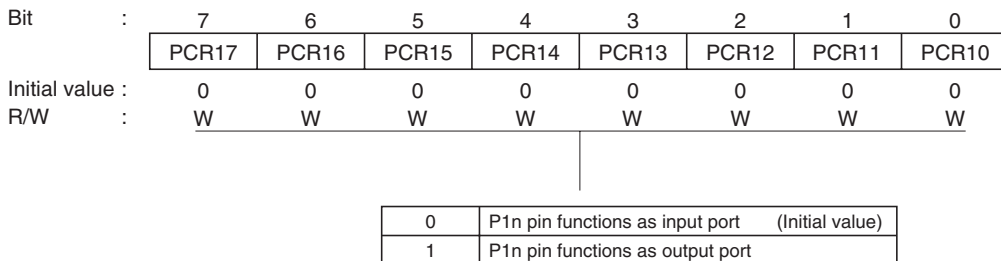 Bit : 7 6 5 4 3 2 1 0
PCR17 PCR16 PCR15 PCR14 PCR13 PCR12 PCR11 PCR10
Initial value : 0 0 0 0 0 0 0 0
R/W : W W W W W W W W
0 P1n pin functions as input port (Initial value)
1 P1n pin functions as output port